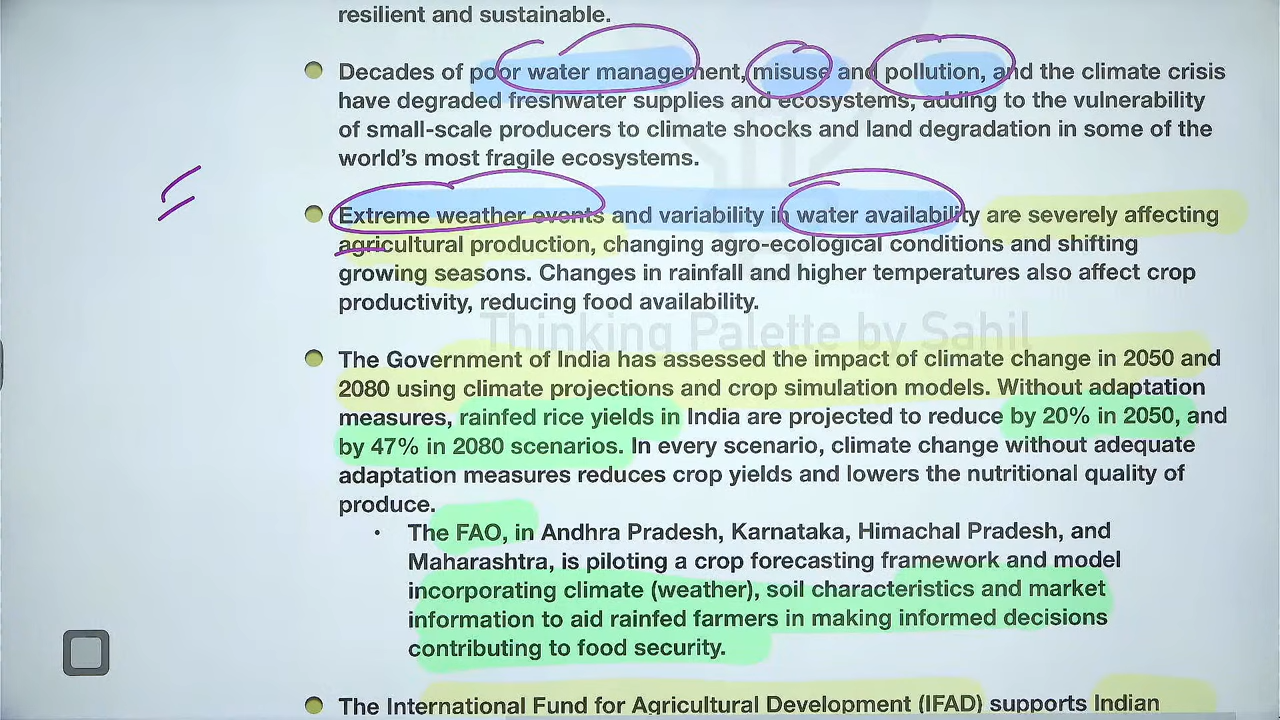 resilient and sustainable.
Decades of poor water management, misuse and pollution, and the climate crisis
have degraded freshwater supplies and ecosystems, adding to the vulnerability
of small-scale producers to climate shocks and land degradation in some of the
world's most fragile ecosystems.
Extreme weather events and variability in water availability are severely affecting
agricultural production, changing agro-ecological conditions and shifting
growing seasons. Changes in rainfall and higher temperatures also affect crop
productivity, reducing food availability.
Thinking Palette by Sahil
The Government of India has assessed the impact of climate change in 2050 and
2080 using climate projections and crop simulation models. Without adaptation
measures, rainfed rice yields in India are projected to reduce by 20% in 2050, and
by 47% in 2080 scenarios. In every scenario, climate change without adequate
adaptation measures reduces crop yields and lowers the nutritional quality of
produce.
The FAO, in Andhra Pradesh, Karnataka, Himachal Pradesh, and
Maharashtra, is piloting a crop forecasting framework and model
incorporating climate (weather), soil characteristics and market
information to aid rainfed farmers in making informed decisions
contributing to food security.
The International Fund for Agricultural Development (IFAD) supports Indian